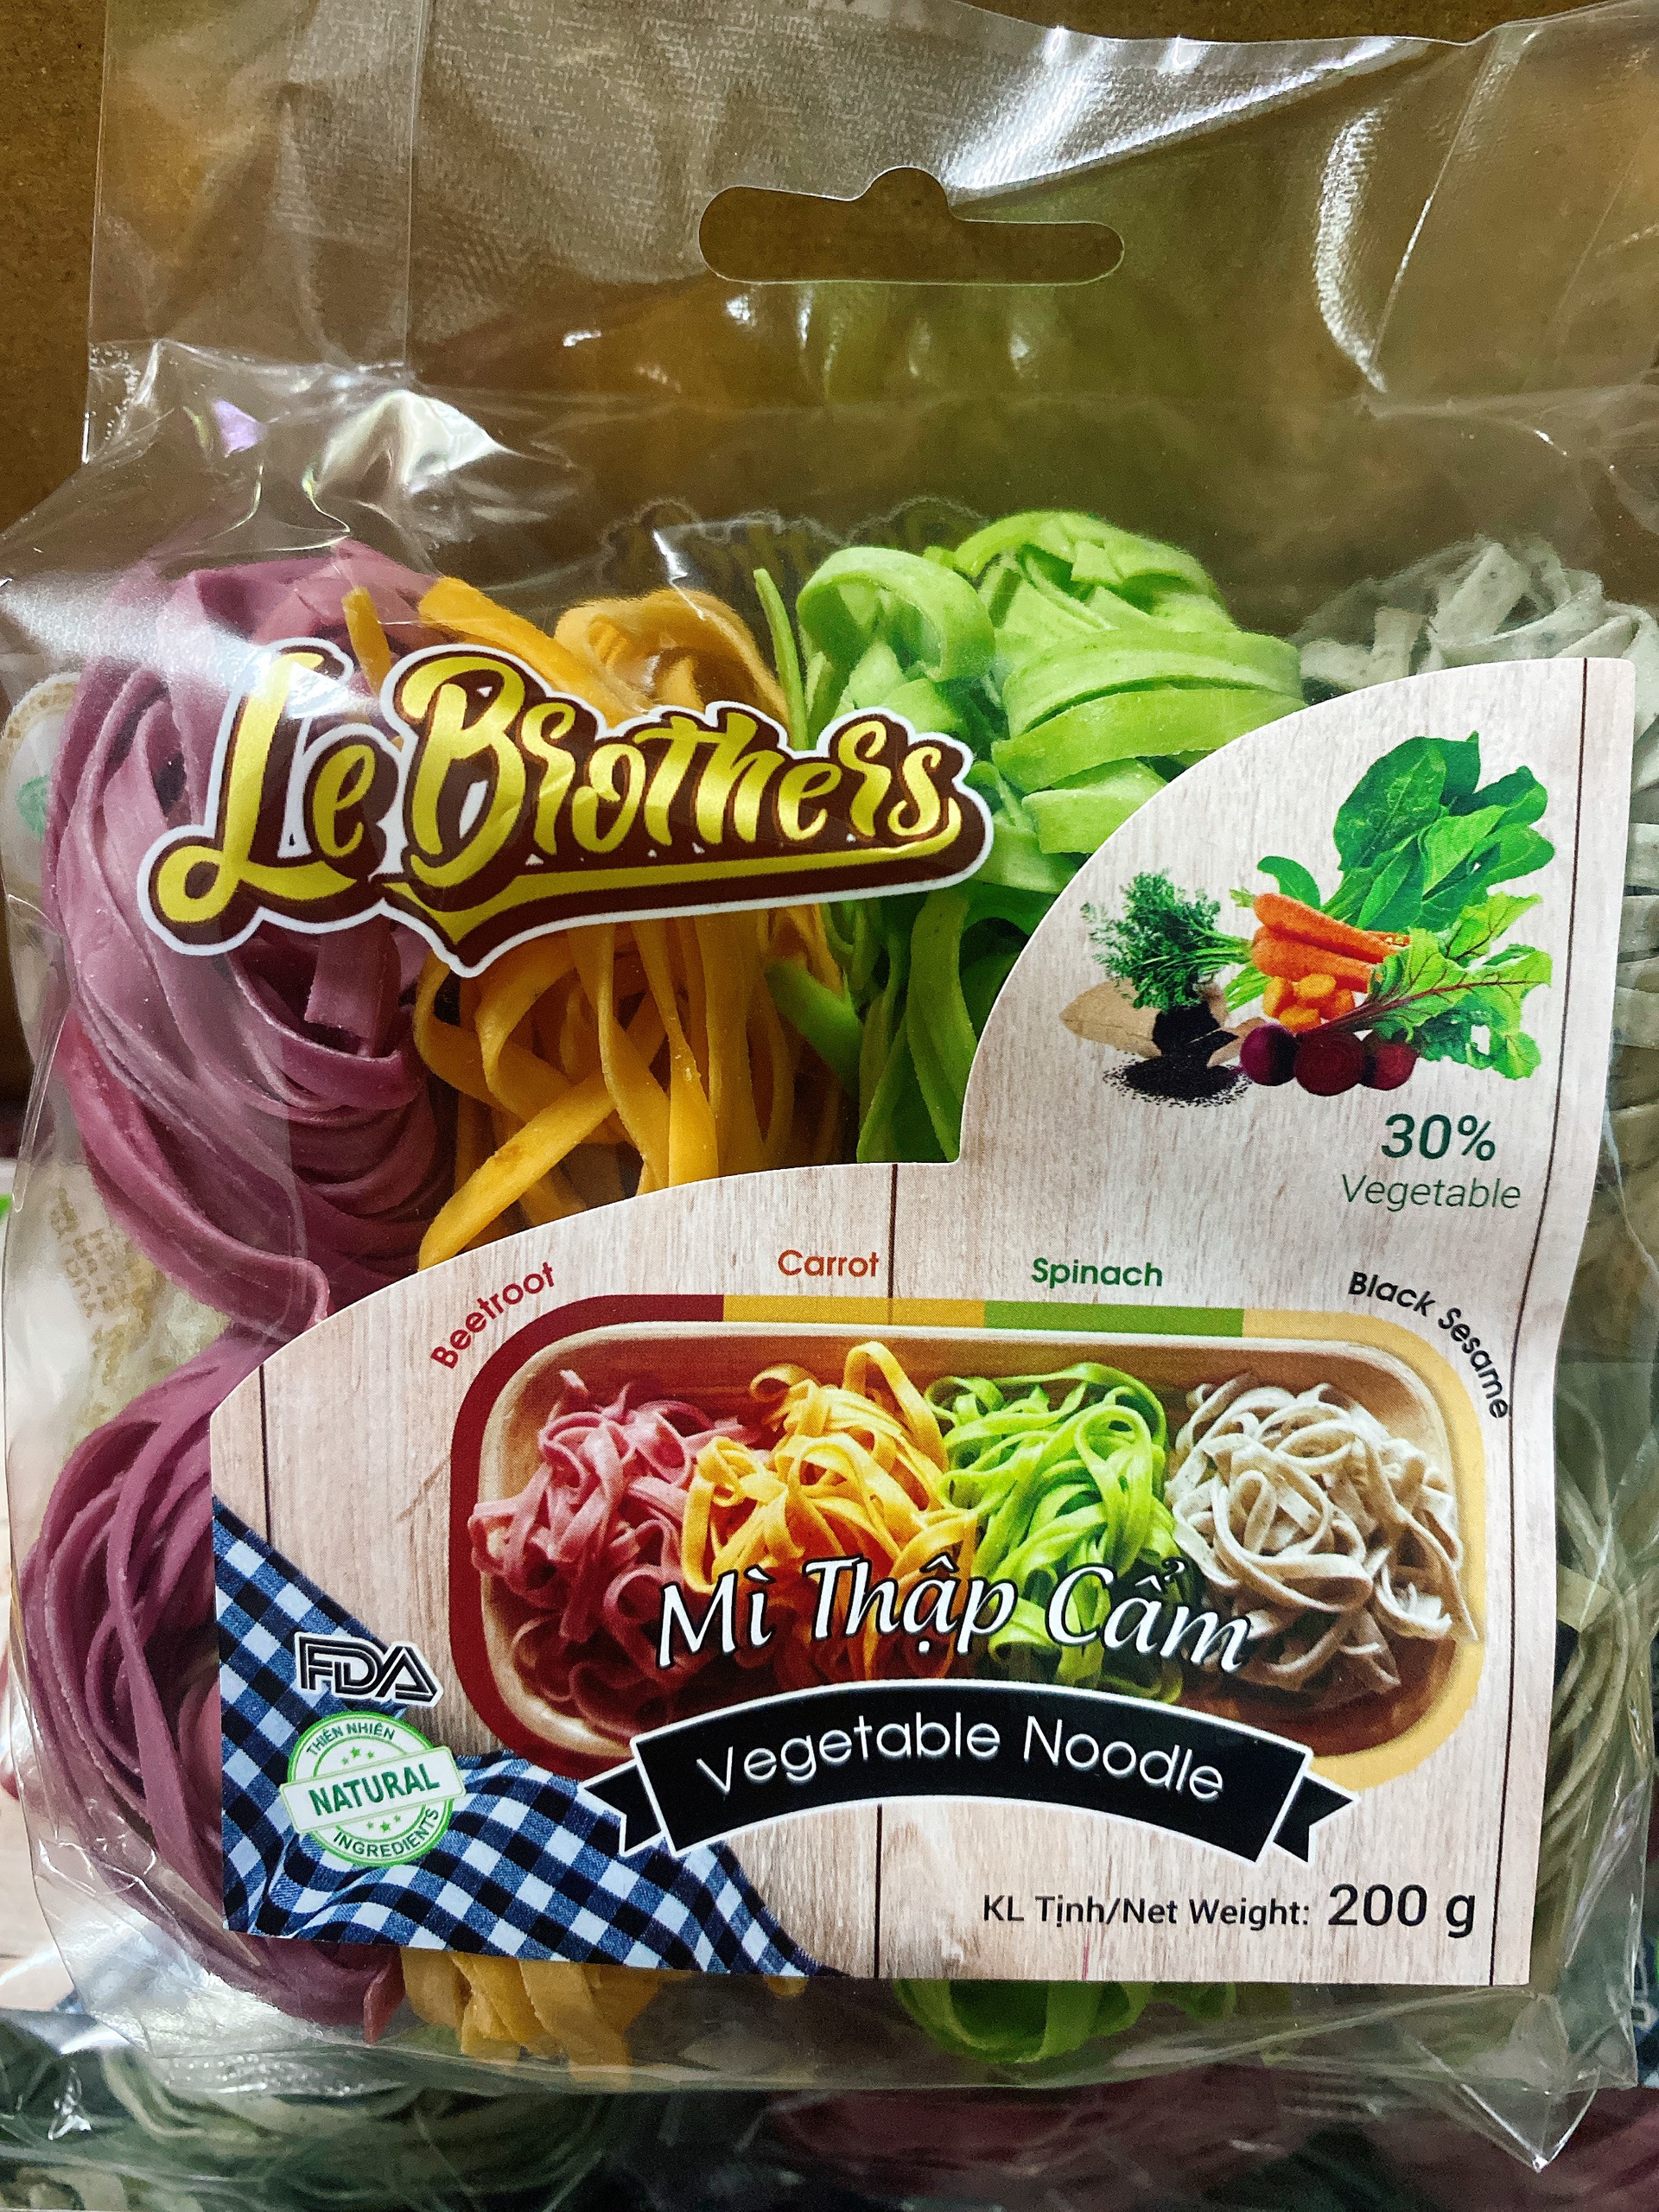 Le Brothers
30%
Vegetable
Beetroot
Carrot
Spinach
Black Sesame
Mì Thập Cẩm
Vegetable Noodle
FDA
THIÊN NHIÊN
NATURAL
INGREDIENTS
KL Tịnh/Net Weight: 200 g